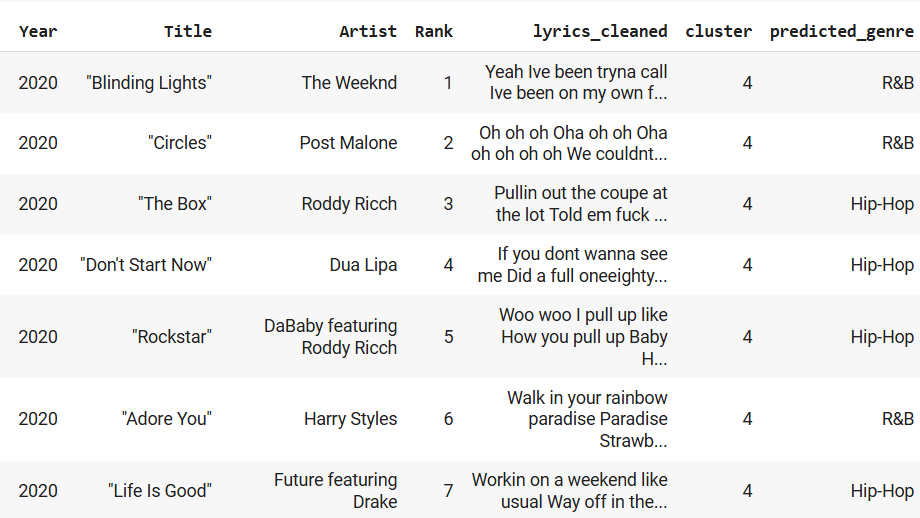 Year Title Artist Rank lyrics_cleaned cluster predicted_genre
2020 "Blinding Lights" The Weeknd 1 Yeah Ive been tryna call Ive been on my own f... 4 R&B
2020 "Circles" Post Malone 2 Oh oh oh Oha oh oh Oha oh oh oh oh We couldnt... 4 R&B
2020 "The Box" Roddy Ricch 3 Pullin out the coupe at the lot Told em fuck ... 4 Hip-Hop
2020 "Don't Start Now" Dua Lipa 4 If you dont wanna see me Did a full oneeighty... 4 Hip-Hop
2020 "Rockstar" DaBaby featuring Roddy Ricch 5 Woo woo I pull up like How you pull up Baby H... 4 Hip-Hop
2020 "Adore You" Harry Styles 6 Walk in your rainbow paradise Paradise Strawb... 4 R&B
2020 "Life Is Good" Future featuring Drake 7 Workin on a weekend like usual Way off in the... 4 Hip-Hop